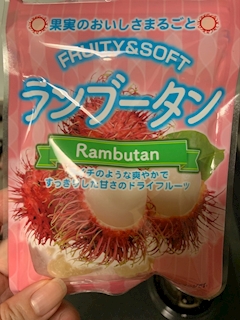 果実のおいしさまるごと
FRUITY&SOFT
ランブータン
Rambutan
チのような爽やかで
すっきりした甘さのドライフルーツ